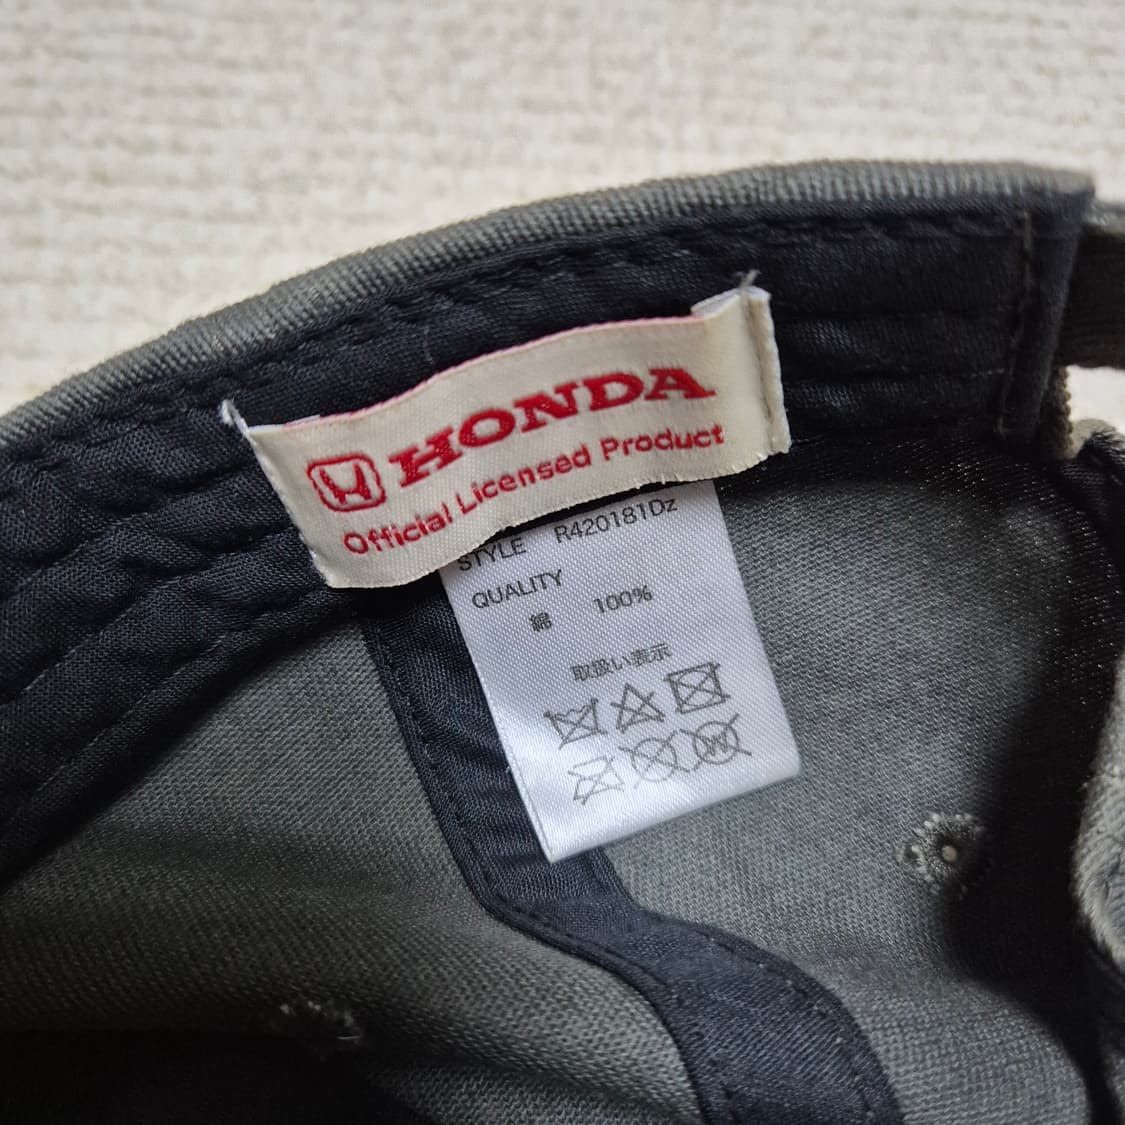 HONDA
Official Licensed Product
STYLE R420181Dz
QUALITY
綿 100%
取扱い表示
W